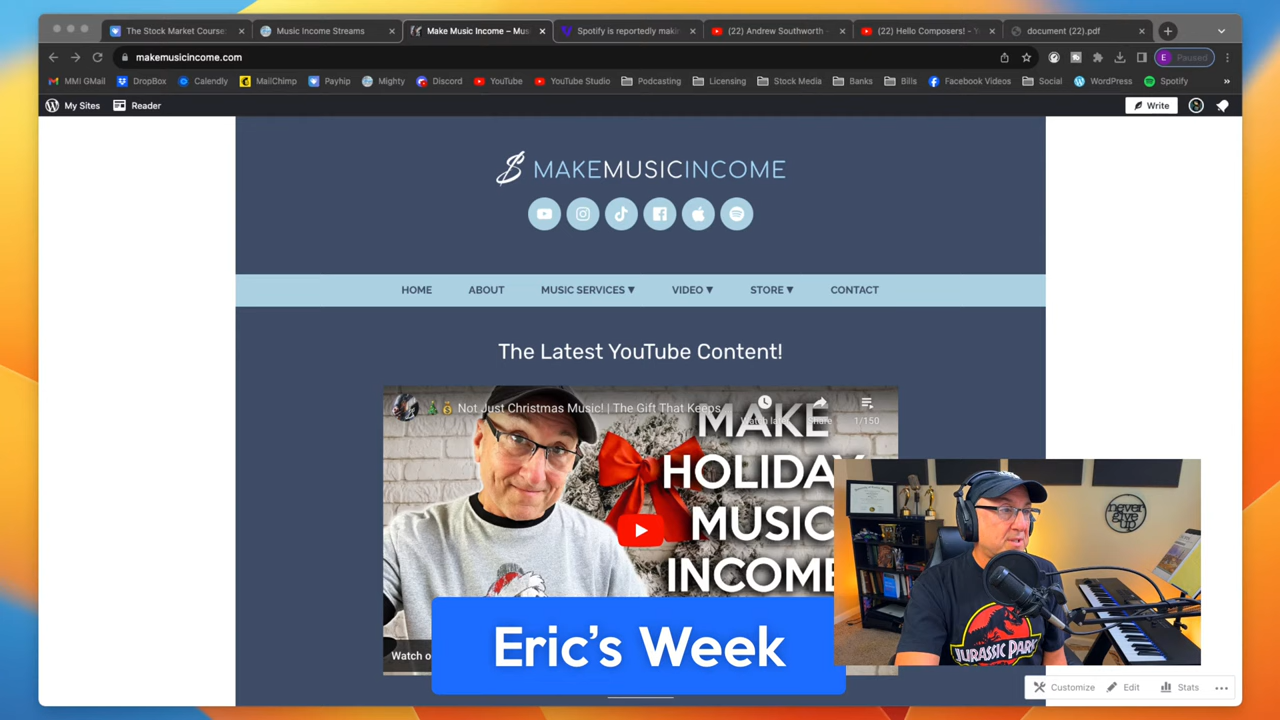 The Stock Market Course
Music Income Streams
Make Music Income – Mus
Spotify is reportedly makin
(22) Andrew Southworth -
(22) Hello Composers! - Y
document (22).pdf
makemusicincome.com
E Paused
MMI GMail
DropBox
Calendly
MailChimp
Payhip
Mighty
Discord
YouTube
YouTube Studio
Podcasting
Licensing
Stock Media
Banks
Bills
Facebook Videos
Social
WordPress
Spotify
My Sites
Reader
Write
MAKEMUSICINCOME
HOME
ABOUT
MUSIC SERVICES ▼
VIDEO ▼
STORE ▼
CONTACT
The Latest YouTube Content!
Not Just Christmas Music! | The Gift That Keeps
1/150
Share
MAKE
HOLIDAY
MUSIC
INCOME
Watch o
Eric's Week
never
give
up
JURASSIC PARK
Customize
Edit
Stats